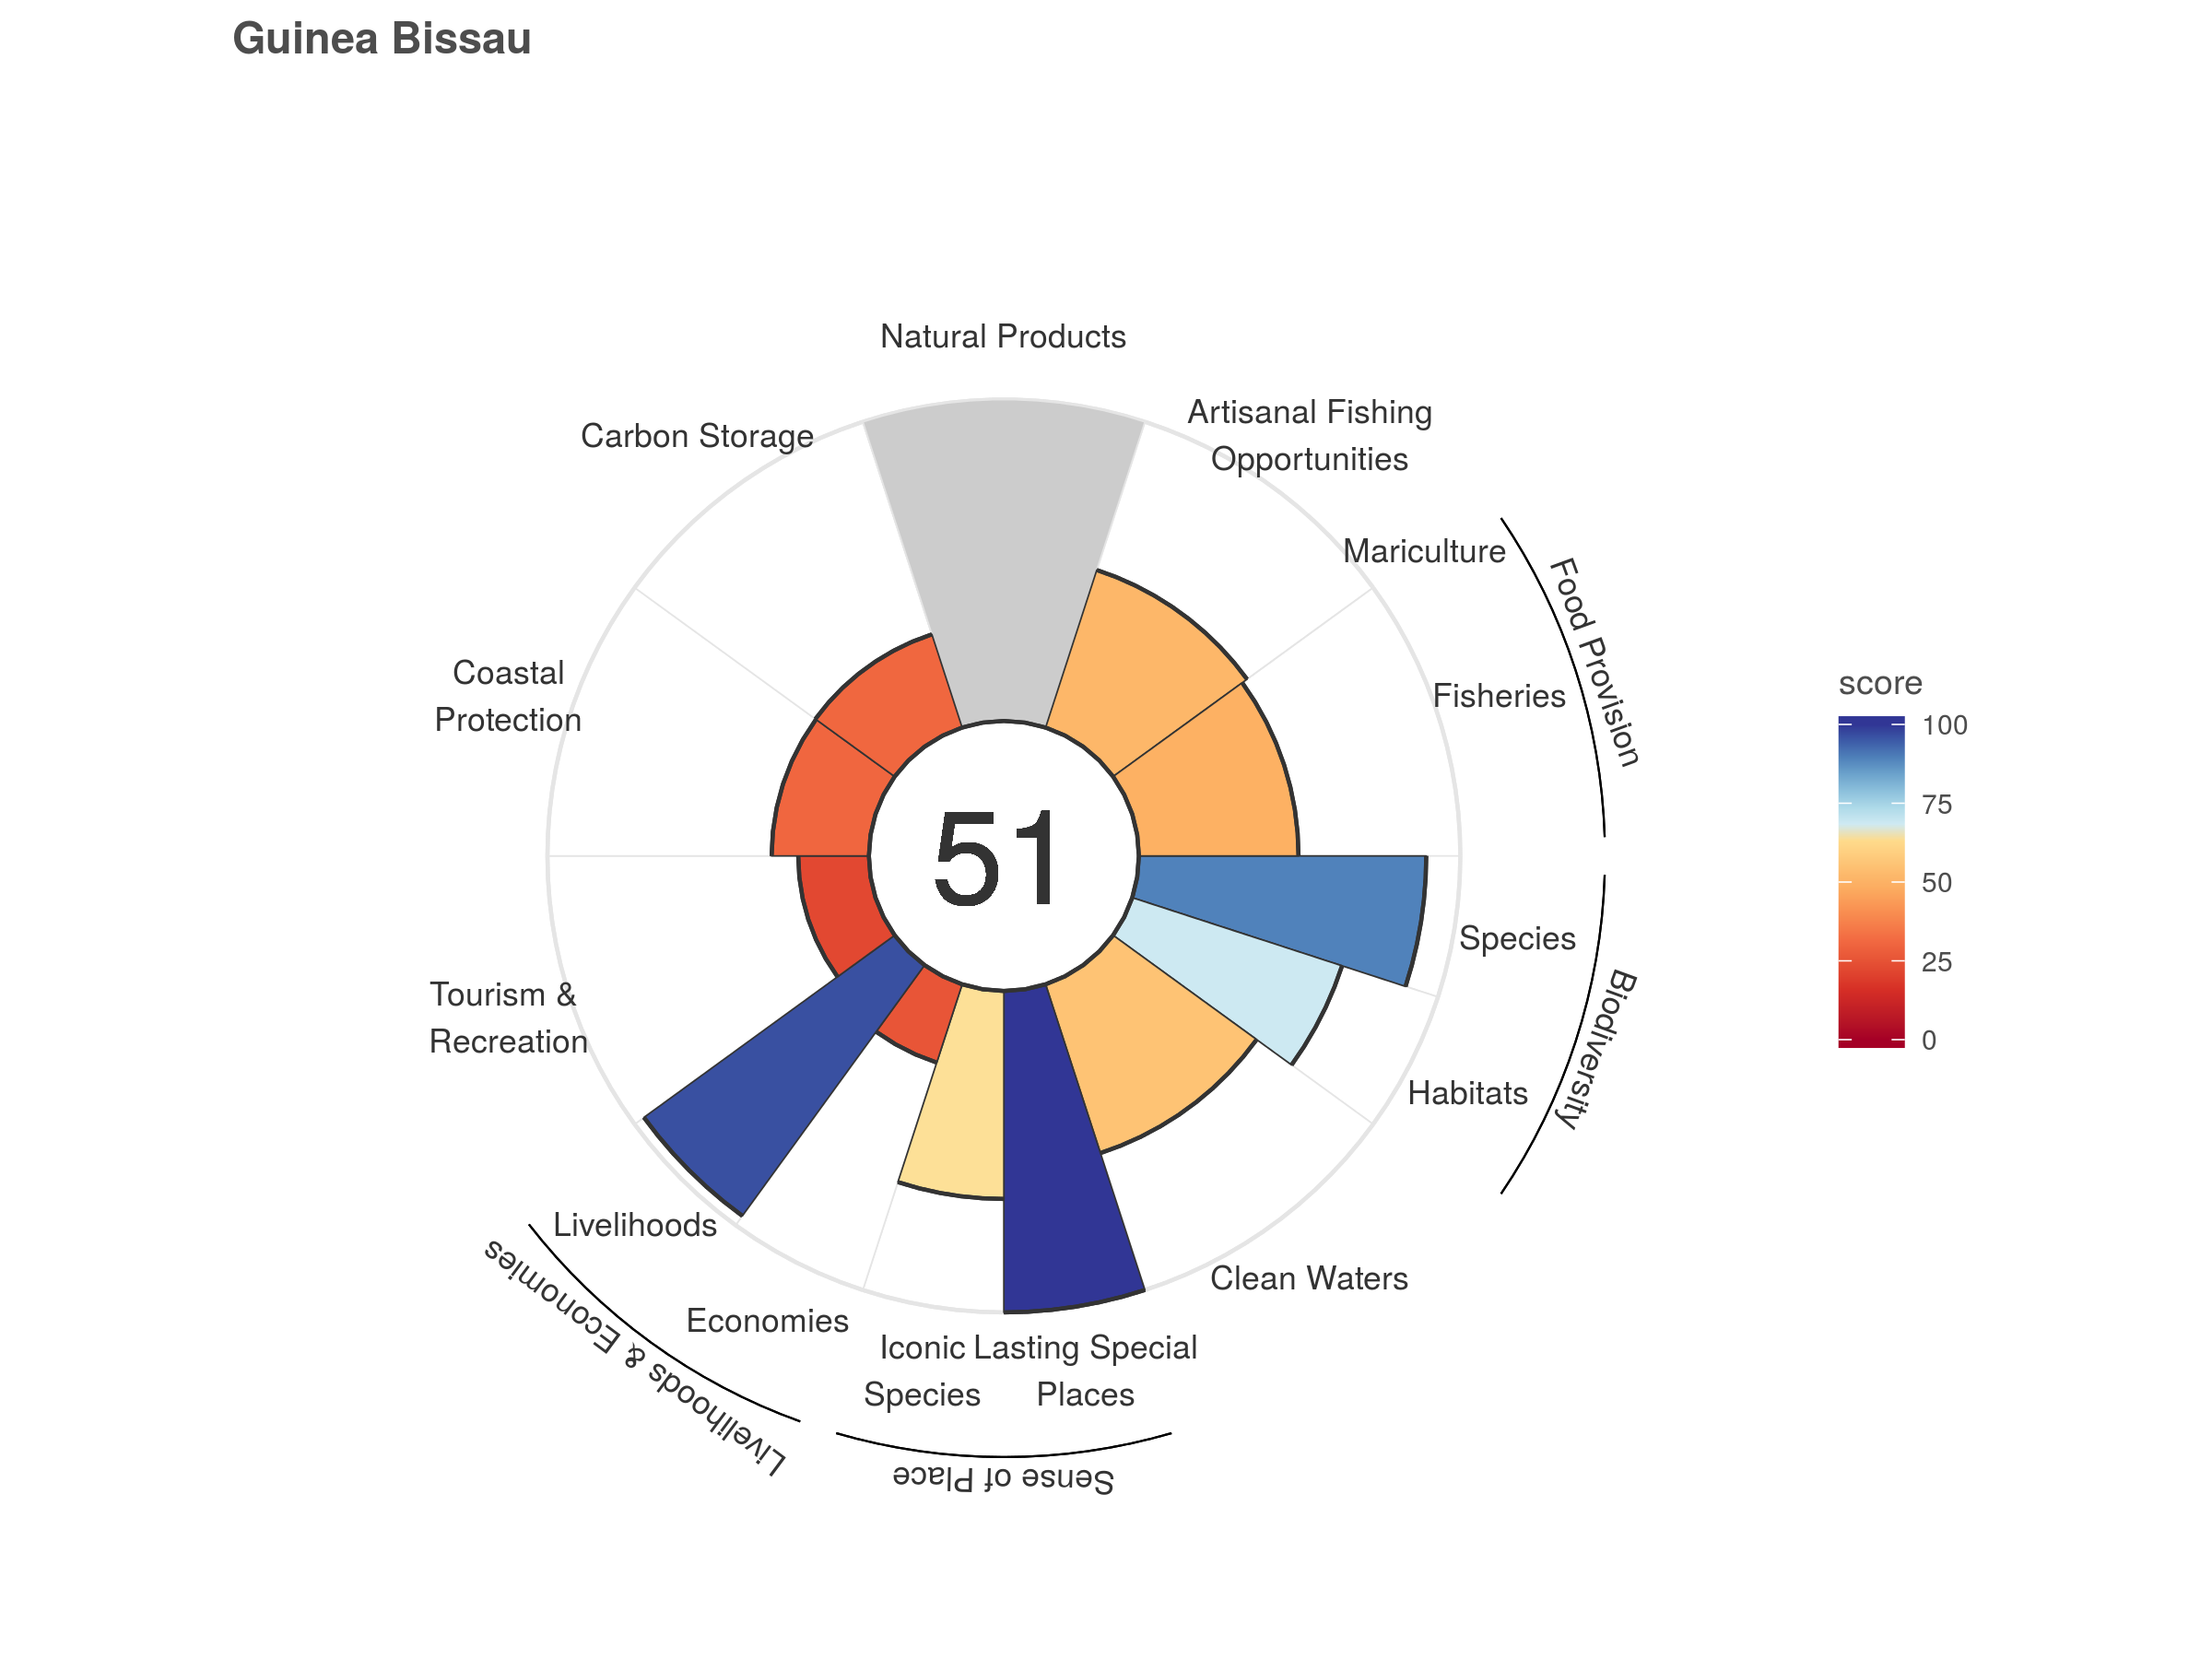 Guinea Bissau
Natural Products
Artisanal Fishing
Opportunities
Carbon Storage
Mariculture
Food Provision
Fisheries
Coastal
Protection
score
100
75
50
25
0
51
Species
Biodiversity
Habitats
Tourism &
Recreation
Livelihoods
Clean Waters
Economies
Livelihoods & Economies
Iconic
Species
Lasting Special
Places
Sense of Place